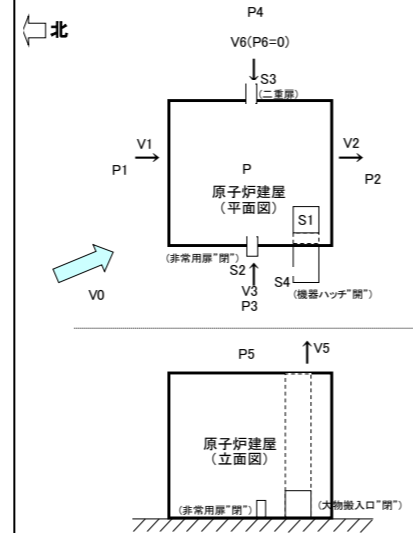 P4
北
V6(P6=0)
S3
(二重扉)
V1
P1
V2
P2
P
原子炉建屋
(平面図)
S1
(非常用扉"閉")
S2
V3
P3
S4
(機器ハッチ"開")
V0
P5
V5
原子炉建屋
(立面図)
(非常用扉"閉")
(大物搬入口"閉")